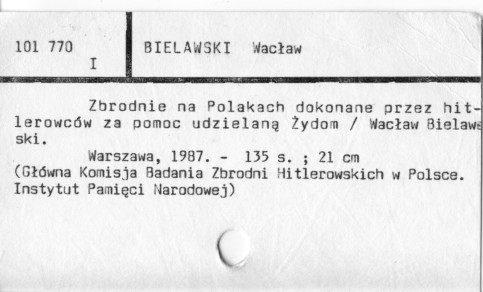 101 770
I
BIELAWSKI Wacław
Zbrodnie na Polakach dokonane przez hit-
lerowców za pomoc udzielaną Żydom / Wacław Bielaw
ski.
Warszawa, 1987. - 135 s. ; 21 cm
(Główna Komisja Badania Zbrodni Hitlerowskich w Polsce.
Instytut Pamięci Narodowej)